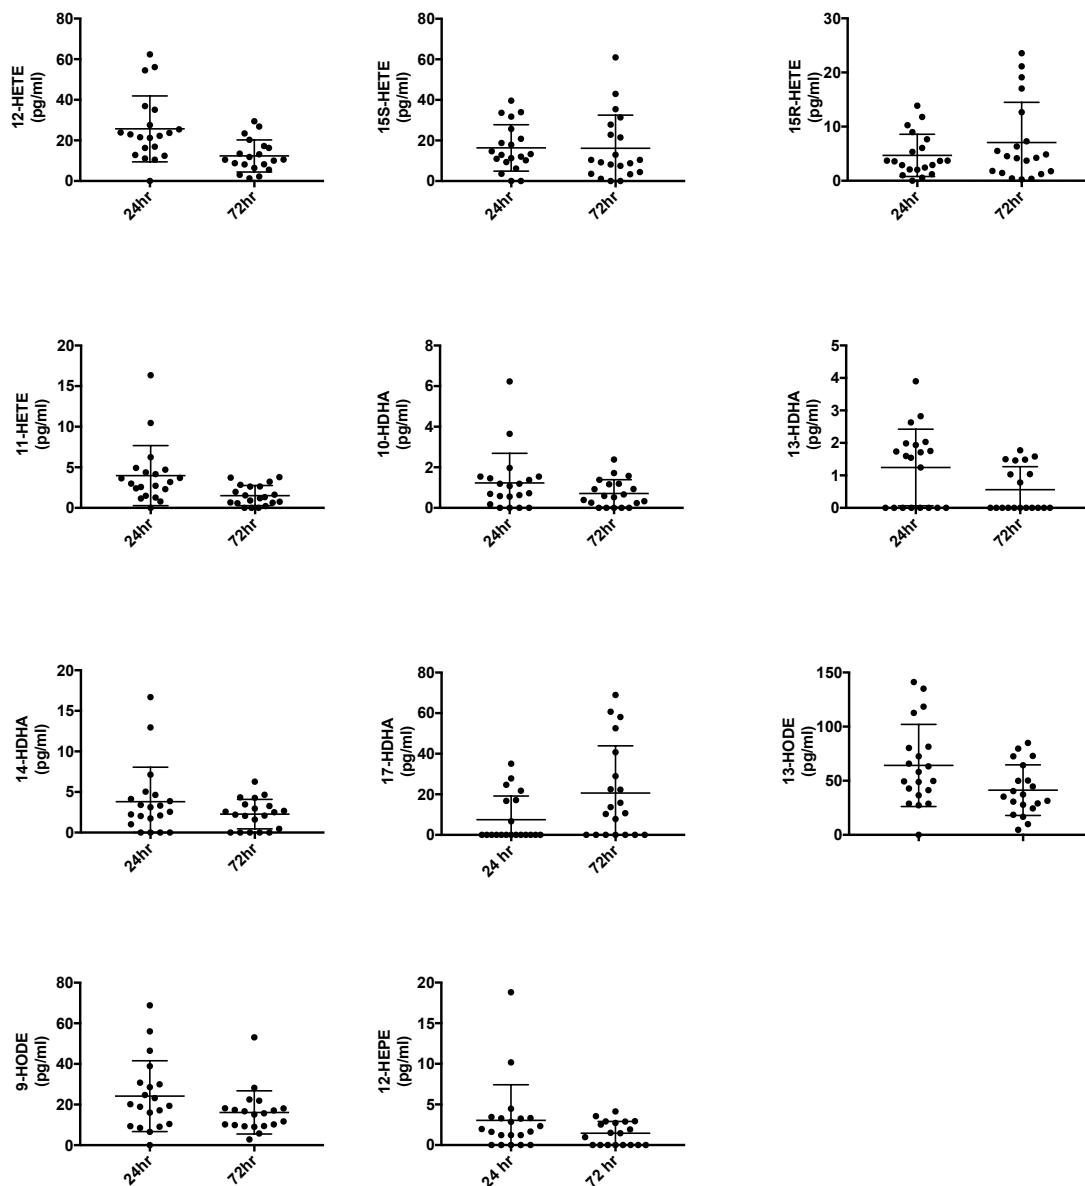 12-HETE
(pg/ml)
80
60
40
20
0
24hr
72hr
15S-HETE
(pg/ml)
80
60
40
20
0
24hr
72hr
15R-HETE
(pg/ml)
30
20
10
0
24hr
72hr
11-HETE
(pg/ml)
20
15
10
5
0
24hr
72hr
10-HDHA
(pg/ml)
8
6
4
2
0
24hr
72hr
13-HDHA
(pg/ml)
5
4
3
2
1
0
24hr
72hr
14-HDHA
(pg/ml)
20
15
10
5
0
24hr
72hr
17-HDHA
(pg/ml)
80
60
40
20
0
24 hr
72hr
13-HODE
(pg/ml)
150
100
50
0
9-HODE
(pg/ml)
80
60
40
20
0
24hr
72hr
12-HEPE
(pg/ml)
20
15
10
5
0
24 hr
72 hr